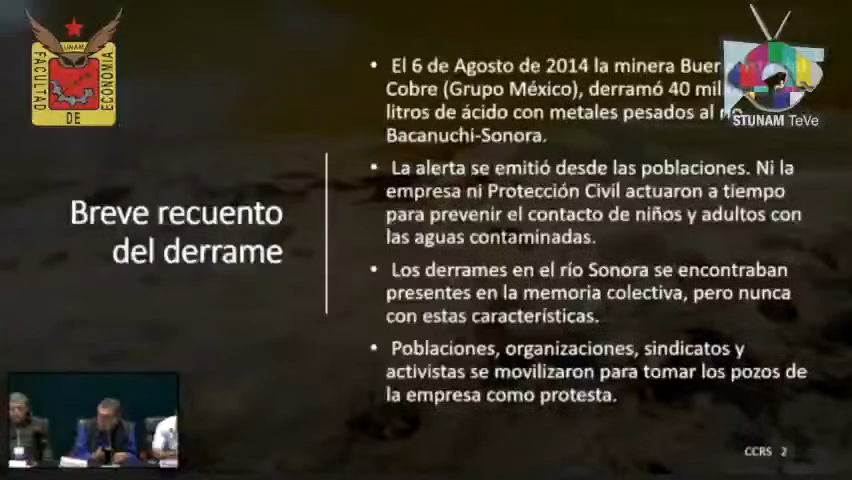 UNAM
FACULTAD
DE
ECONOMÍA
STUNAM TeVe
Breve recuento
del derrame
• El 6 de Agosto de 2014 la minera
Cobre (Grupo México), derramó 40
litros de ácido con metales pesados al río
Bacanuchi-Sonora.
• La alerta se emitió desde las poblaciones. Ni la
empresa ni Protección Civil actuaron a tiempo
para prevenir el contacto de niños y adultos con
las aguas contaminadas.
• Los derrames en el río Sonora se encontraban
presentes en la memoria colectiva, pero nunca
con estas características.
• Poblaciones, organizaciones, sindicatos y
activistas se movilizaron para tomar los pozos de
la empresa como protesta.
CCRS 2